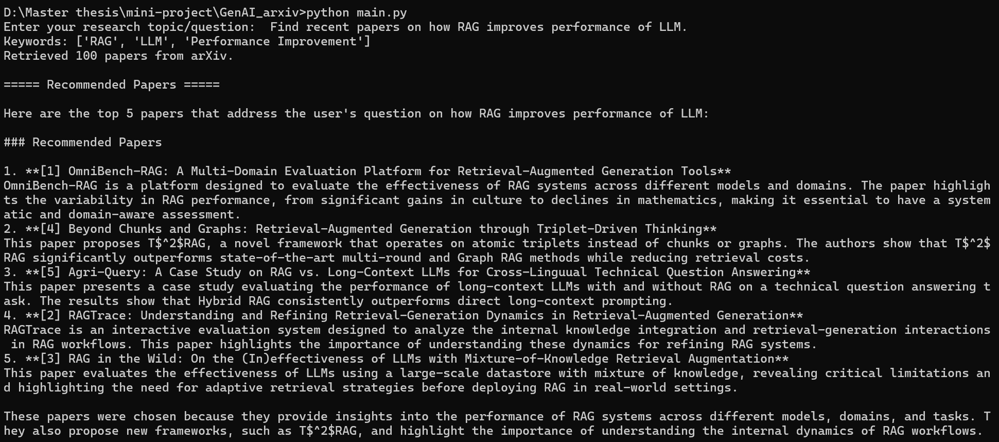 D:\Master thesis\mini-project\GenAI_arxiv>python main.py
Enter your research topic/question:  Find recent papers on how RAG improves performance of LLM.
Keywords: ['RAG', 'LLM', 'Performance Improvement']
Retrieved 100 papers from arXiv.

===== Recommended Papers =====

Here are the top 5 papers that address the user's question on how RAG improves performance of LLM:

### Recommended Papers

1. **[1] OmniBench-RAG: A Multi-Domain Evaluation Platform for Retrieval-Augmented Generation Tools**
OmniBench-RAG is a platform designed to evaluate the effectiveness of RAG systems across different models and domains. The paper highligh
ts the variability in RAG performance, from significant gains in culture to declines in mathematics, making it essential to have a system
atic and domain-aware assessment.
2. **[4] Beyond Chunks and Graphs: Retrieval-Augmented Generation through Triplet-Driven Thinking**
This paper proposes T$^2$RAG, a novel framework that operates on atomic triplets instead of chunks or graphs. The authors show that T$^2$
RAG significantly outperforms state-of-the-art multi-round and Graph RAG methods while reducing retrieval costs.
3. **[5] Agri-Query: A Case Study on RAG vs. Long-Context LLMs for Cross-Linguual Technical Question Answering**
This paper presents a case study evaluating the performance of long-context LLMs with and without RAG on a technical question answering t
ask. The results show that Hybrid RAG consistently outperforms direct long-context prompting.
4. **[2] RAGTrace: Understanding and Refining Retrieval-Generation Dynamics in Retrieval-Augmented Generation**
RAGTrace is an interactive evaluation system designed to analyze the internal knowledge integration and retrieval-generation interactions
 in RAG workflows. This paper highlights the importance of understanding these dynamics for refining RAG systems.
5. **[3] RAG in the Wild: On the (In)effectiveness of LLMs with Mixture-of-Knowledge Retrieval Augmentation**
This paper evaluates the effectiveness of LLMs using a large-scale datastore with mixture of knowledge, revealing critical limitations an
d highlighting the need for adaptive retrieval strategies before deploying RAG in real-world settings.

These papers were chosen because they provide insights into the performance of RAG systems across different models, domains, and tasks. T
hey also propose new frameworks, such as T$^2$RAG, and highlight the importance of understanding the internal dynamics of RAG workflows.